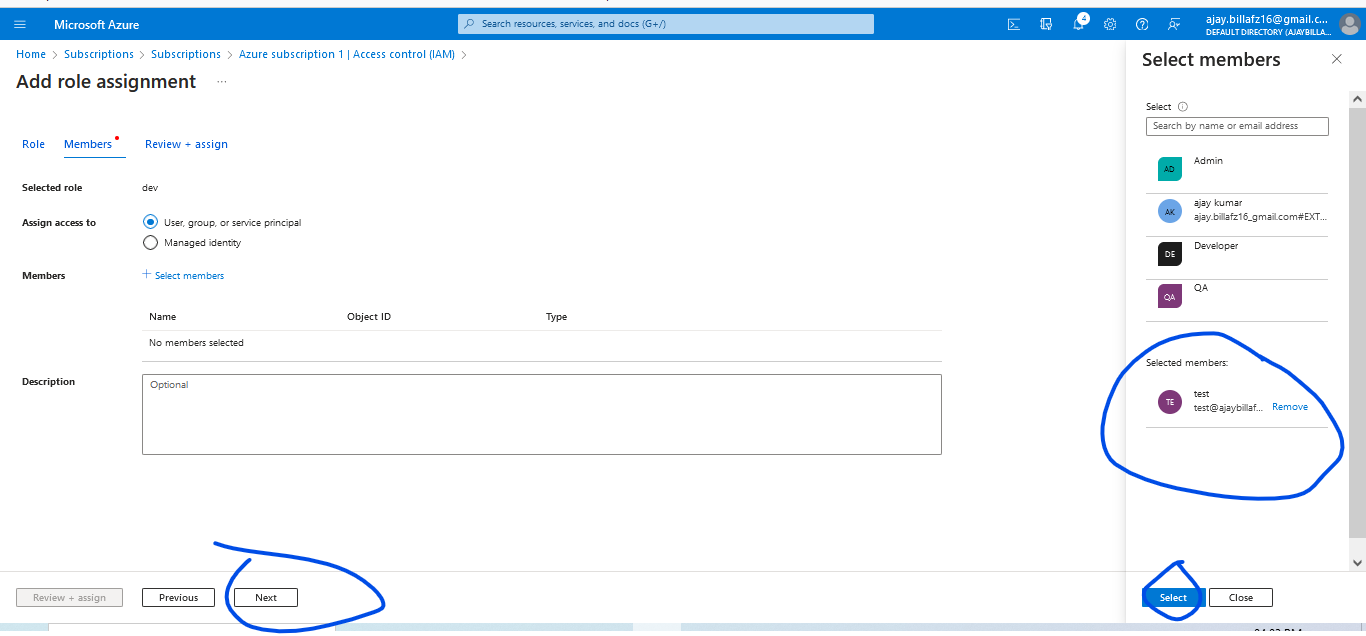 Microsoft Azure
Search resources, services, and docs (G+/)
4
ajay.billafz16@gmail.c...
DEFAULT DIRECTORY (AJAYBILLA...
Home > Subscriptions > Subscriptions > Azure subscription 1 | Access control (IAM) >
Add role assignment ...
Role
Members
Review + assign
Selected role
dev
Assign access to
User, group, or service principal
Managed identity
Members
+ Select members
Name Object ID Type
No members selected
Description
Optional
Review + assign
Previous
Next
Select members
Select
Search by name or email address
AD
Admin
AK
ajay kumar
ajay.billafz16_gmail.com#EXT...
DE
Developer
QA
QA
Selected members:
TE
test
test@ajaybillaf...
Remove
Select
Close